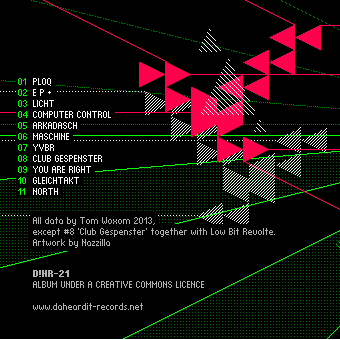 01 PLOQ
02 E P +
03 LICHT
04 COMPUTER CONTROL
05 ARKADASCH
06 MASCHINE
07 YVBR
08 CLUB GESPENSTER
09 YOU ARE RIGHT
10 GLEICHTAKT
11 NORTH
All data by Tom Woxom 2013,
except #8 'Club Gespenster' together with Low Bit Revolte.
Artwork by Nazzilla
D!HR-21
ALBUM UNDER A CREATIVE COMMONS LICENCE
www.daheardit-records.net